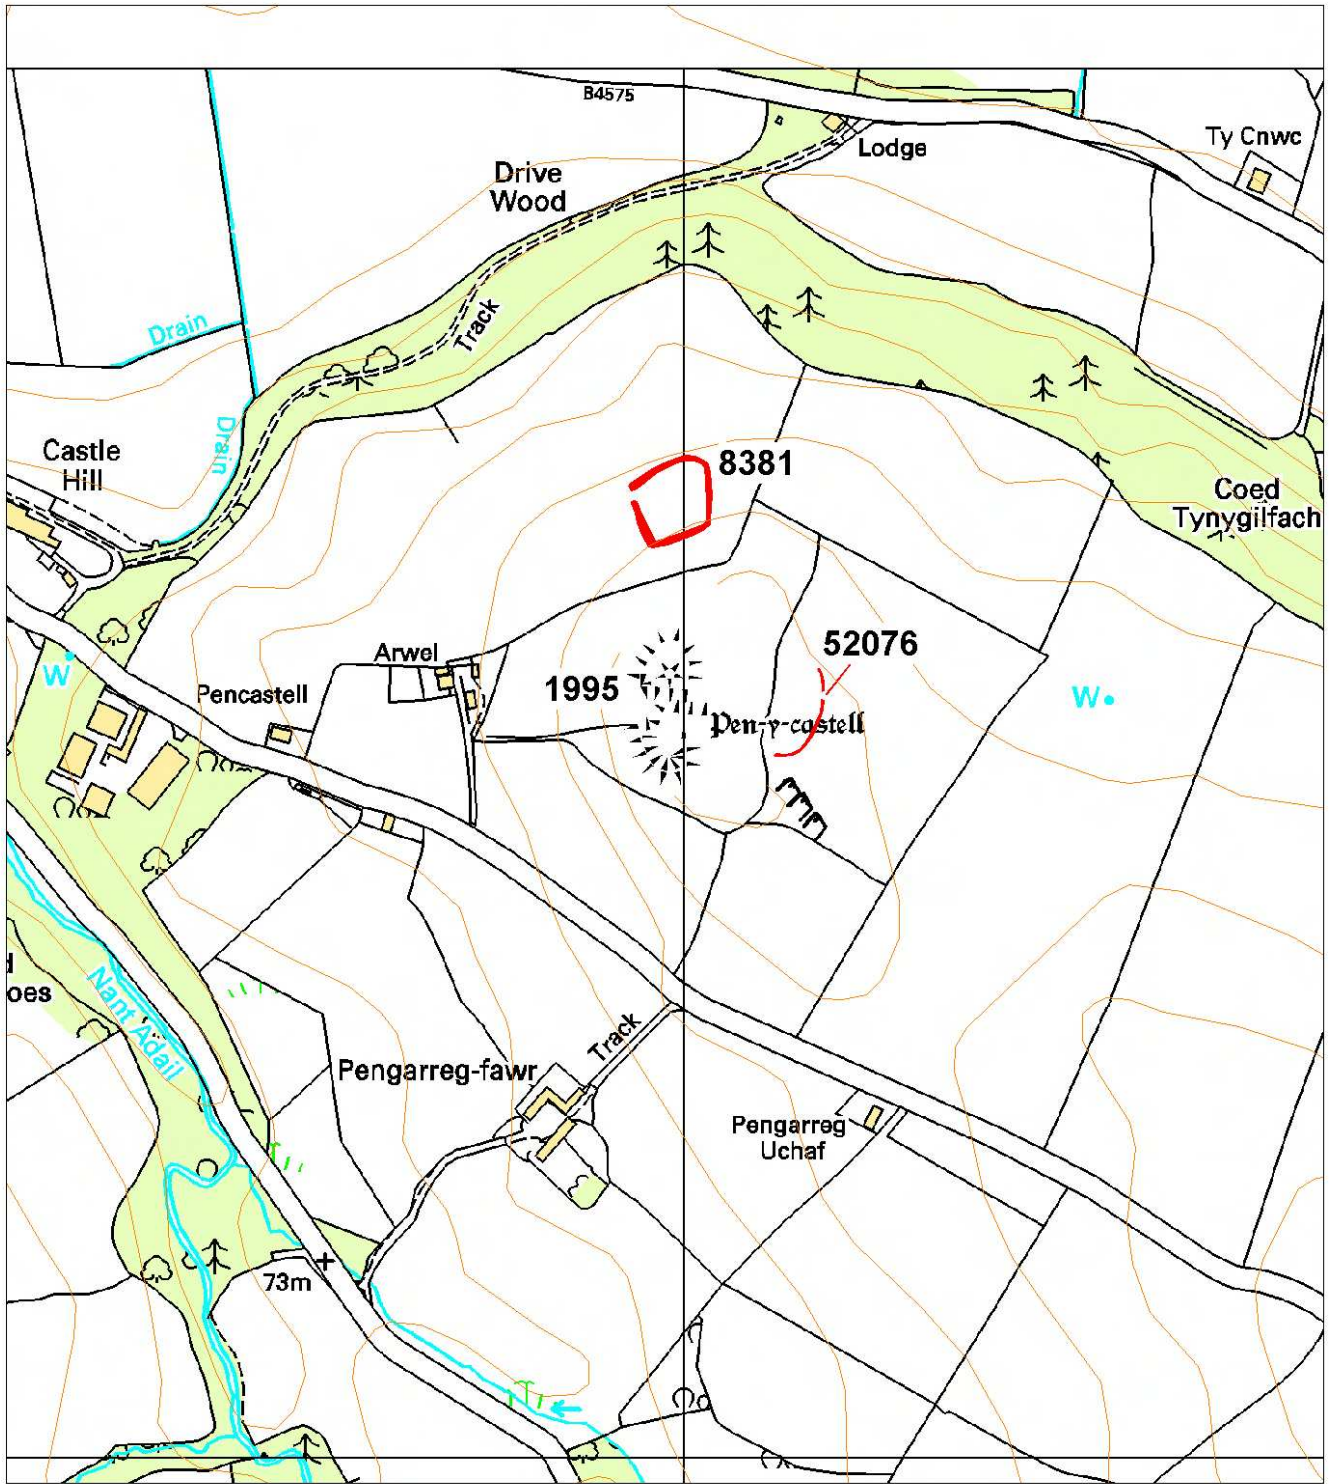 B4575
Lodge
Ty Cnwc
Drive
Wood
Track
Drain
Drain
Castle
Hill
8381
Coed
Tynygilfach
Arwel
52076
W
Pencastell
1995
W
Pen-y-castell
oes
Nant Adail
Track
Pengarreg-fawr
Pengarreg
Uchaf
73m